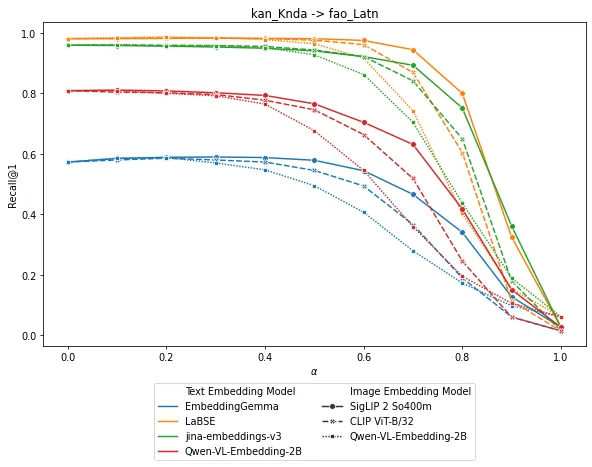 kan_Knda -> fao_Latn
1.0
0.8
0.6
0.4
0.2
0.0
Recall@1
0.0 0.2 0.4 0.6 0.8 1.0
α
Text Embedding Model Image Embedding Model
EmbeddingGemma SigLIP 2 So400m
LaBSE CLIP ViT-B/32
jina-embeddings-v3 Qwen-VL-Embedding-2B
Qwen-VL-Embedding-2B